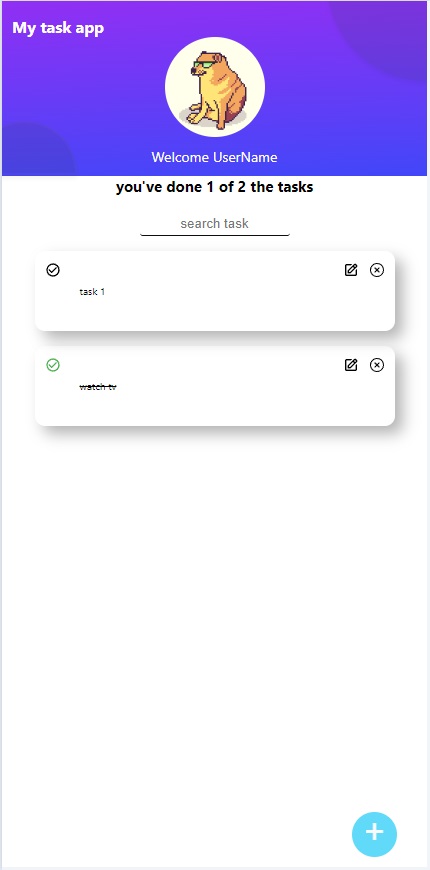 My task app
Welcome UserName
you've done 1 of 2 the tasks
search task
task 1
watch tv
+